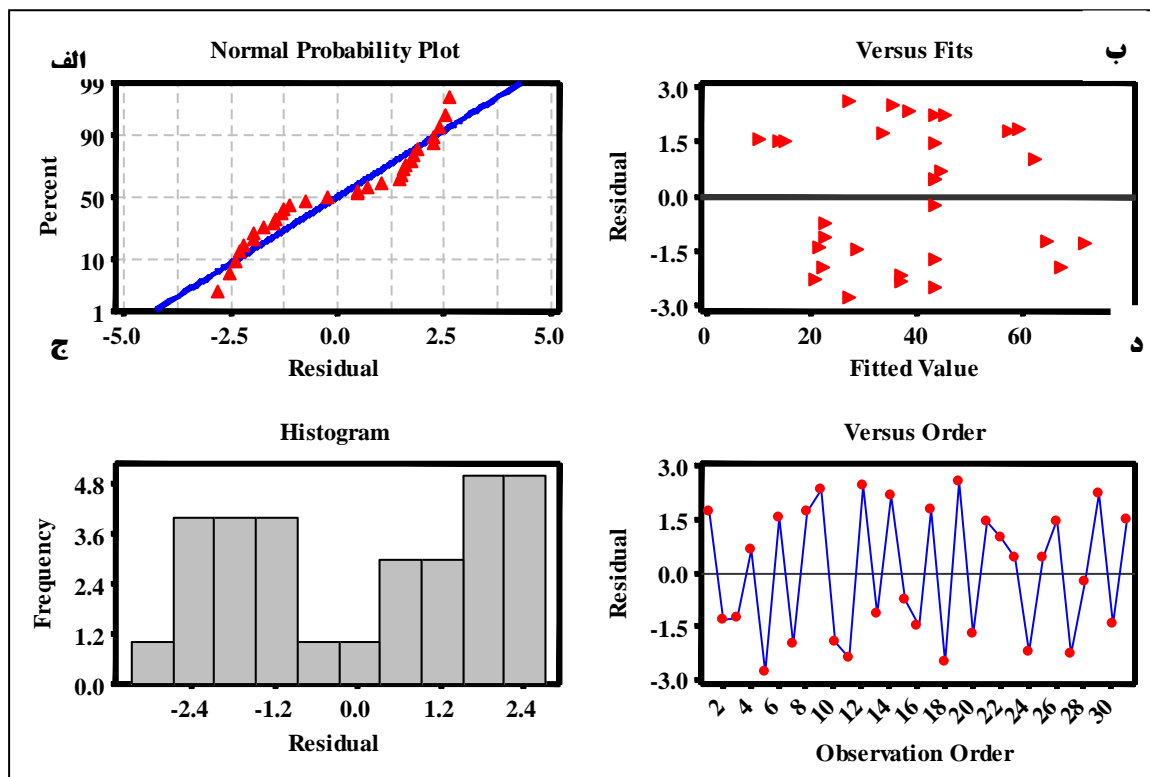 الف
Normal Probability Plot
99
90
50
10
1
Percent
-5.0 -2.5 0.0 2.5 5.0
Residual
ب
Versus Fits
3.0
1.5
0.0
-1.5
-3.0
Residual
0 20 40 60
Fitted Value
ج
Histogram
4.8
3.6
2.4
1.2
0.0
Frequency
-2.4 -1.2 0.0 1.2 2.4
Residual
د
Versus Order
3.0
1.5
0.0
-1.5
-3.0
Residual
2 4 6 8 10 12 14 16 18 20 22 24 26 28 30
Observation Order